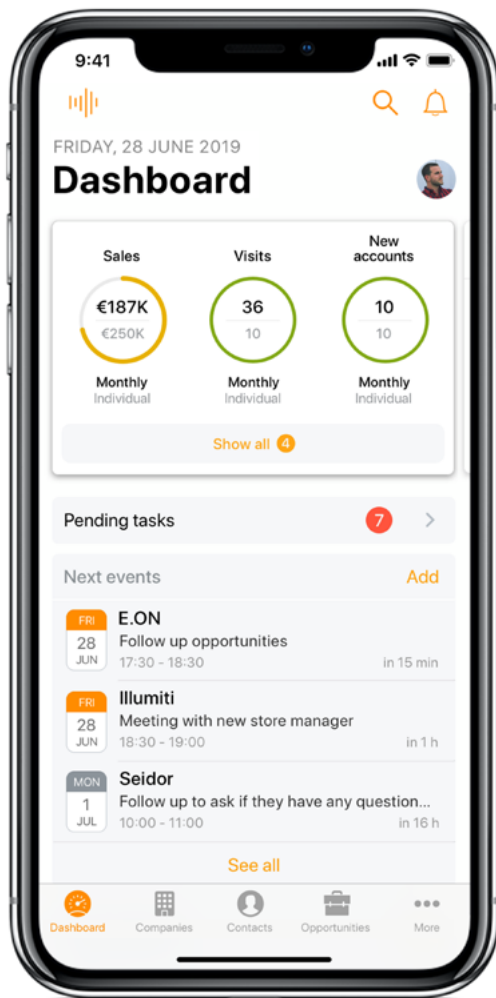 9:41
FRIDAY, 28 JUNE 2019
Dashboard
Sales
Visits
New
accounts
€187K
€250K
36
10
10
10
Monthly
Individual
Monthly
Individual
Monthly
Individual
Show all 4
Pending tasks 7
Next events Add
FRI
28
JUN
E.ON
Follow up opportunities
17:30 - 18:30 in 15 min
FRI
28
JUN
Illumiti
Meeting with new store manager
18:30 - 19:00 in 1 h
MON
1
JUL
Seidor
Follow up to ask if they have any question...
10:00 - 11:00 in 16 h
See all
Dashboard Companies Contacts Opportunities More